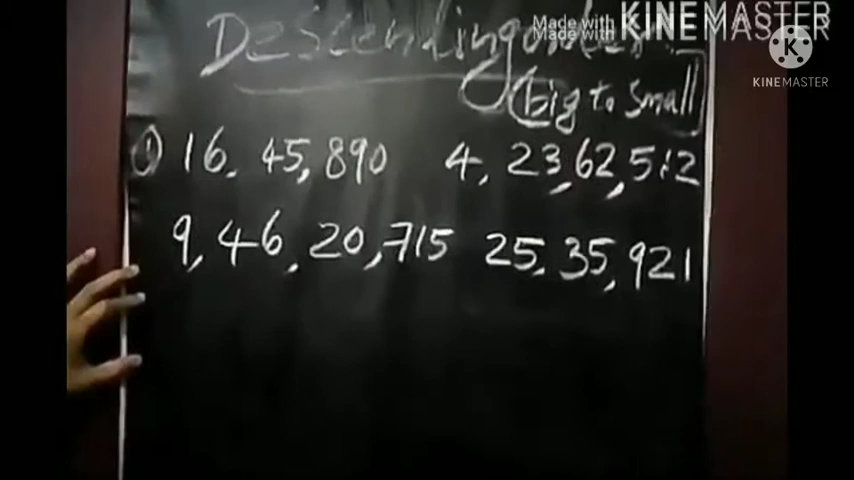 Made with KINEMASTER
Made with
KINEMASTER
Descending order :-
(big to small)
① 16, 45, 890 4, 23, 62, 512
9, 46, 20, 715 25, 35, 921